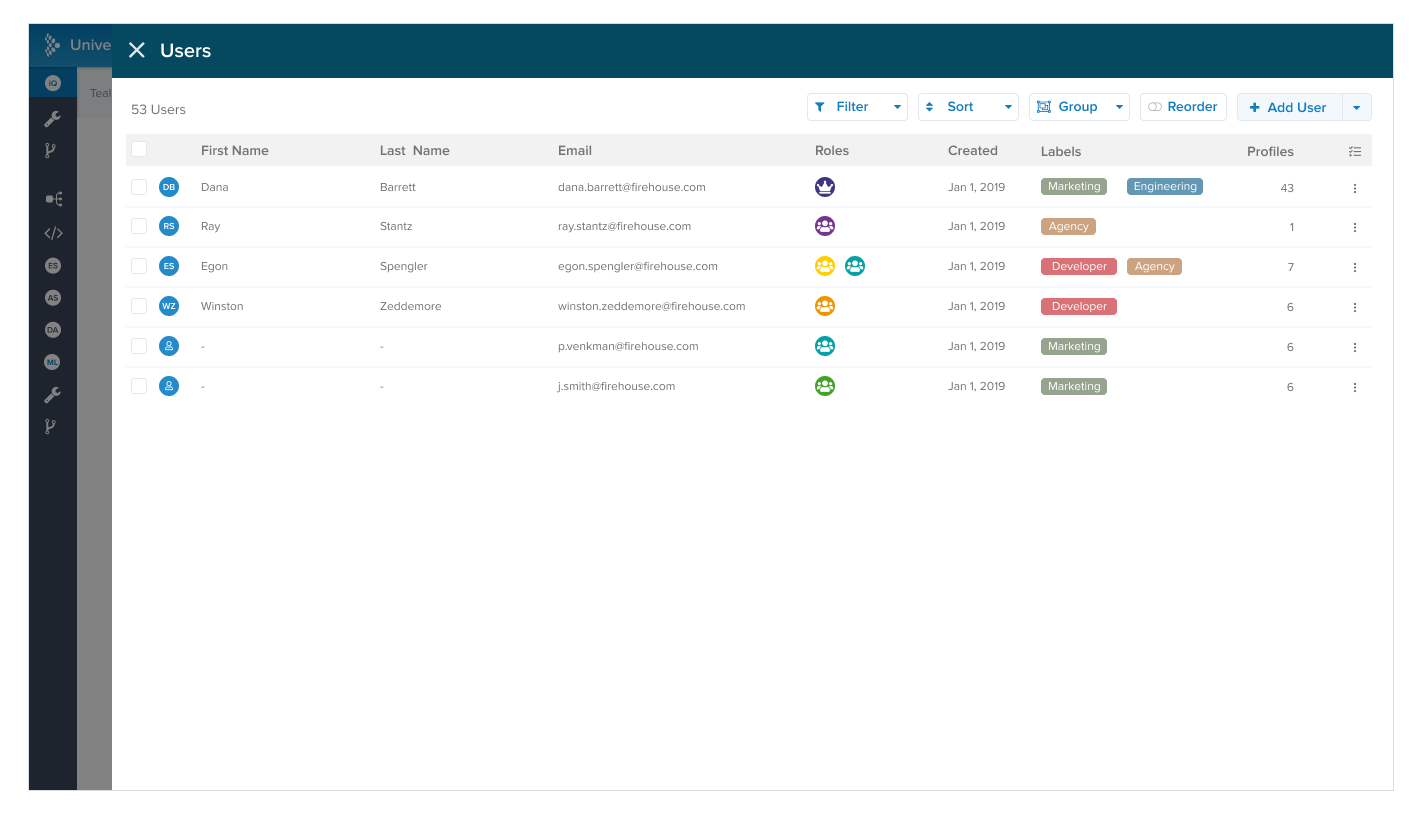 Unive
Users
iQ
Teal
53 Users
Filter
Sort
Group
Reorder
+ Add User
First Name Last Name Email Roles Created Labels Profiles
DB Dana Barrett dana.barrett@firehouse.com Jan 1, 2019 Marketing Engineering 43
RS Ray Stantz ray.stantz@firehouse.com Jan 1, 2019 Agency 1
ES Egon Spengler egon.spengler@firehouse.com Jan 1, 2019 Developer Agency 7
WZ Winston Zeddemore winston.zeddemore@firehouse.com Jan 1, 2019 Developer 6
- - p.venkman@firehouse.com Jan 1, 2019 Marketing 6
- - j.smith@firehouse.com Jan 1, 2019 Marketing 6
</>
ES
AS
DA
ML